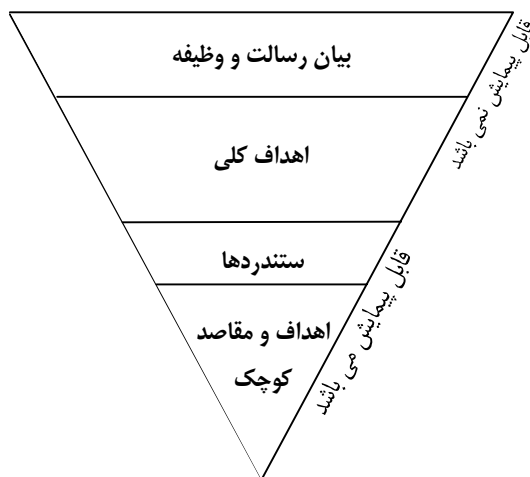 بیان رسالت و وظیفه
قابل پیمایش نمی باشد
اهداف کلی
ستندردها
قابل پیمایش می باشد
اهداف و مقاصد
کوچک